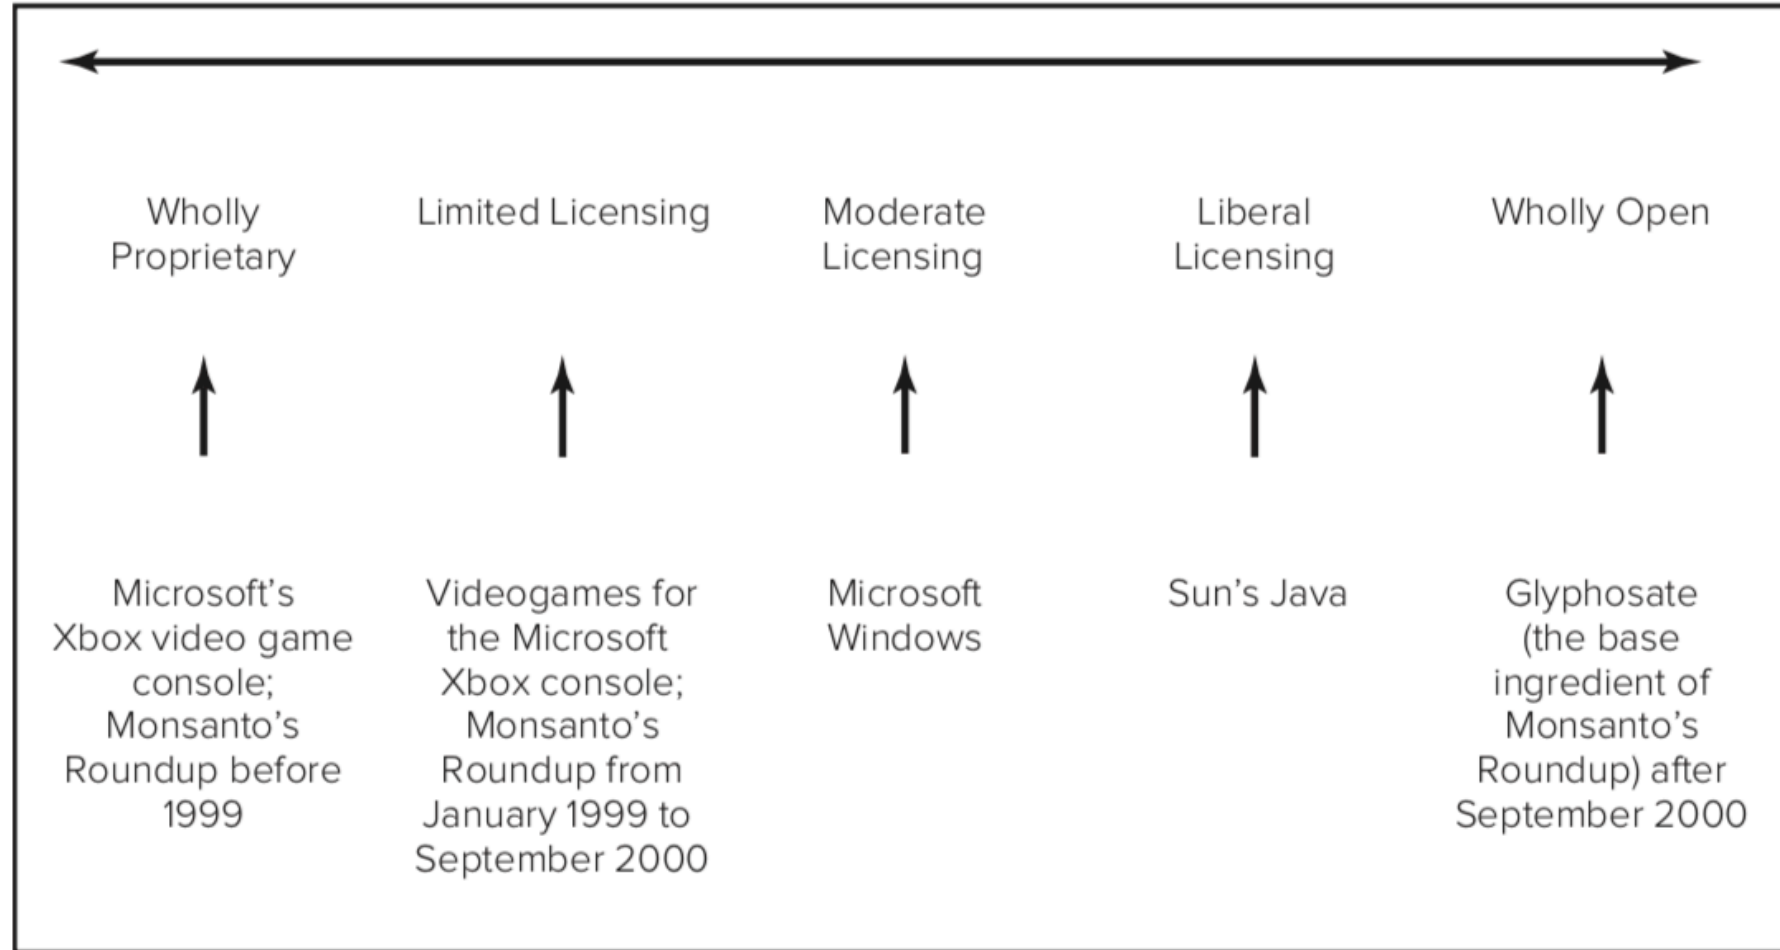 Wholly
Proprietary
Limited Licensing
Moderate
Licensing
Liberal
Licensing
Wholly Open
Microsoft’s
Xbox video game
console;
Monsanto’s
Roundup before
1999
Videogames for
the Microsoft
Xbox console;
Monsanto’s
Roundup from
January 1999 to
September 2000
Microsoft
Windows
Sun’s Java
Glyphosate
(the base
ingredient of
Monsanto’s
Roundup) after
September 2000